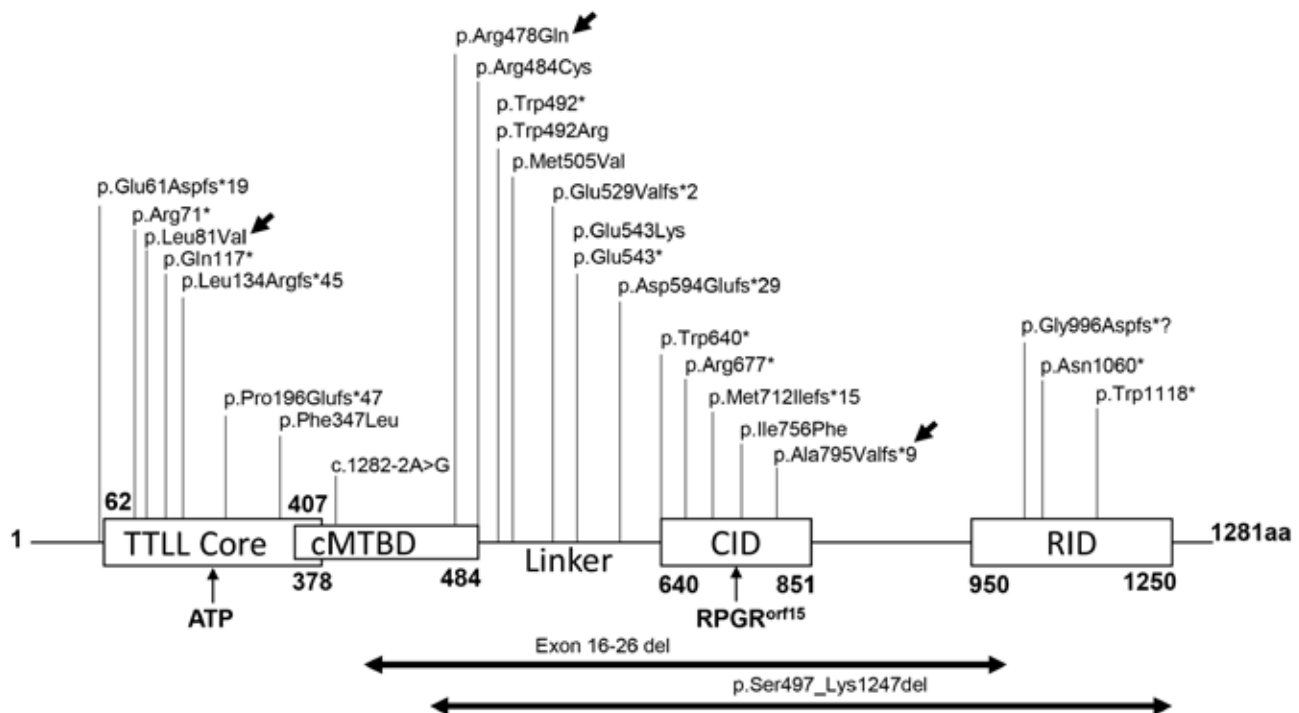 p.Arg478Gln
p.Arg484Cys
p.Trp492*
p.Trp492Arg
p.Met505Val
p.Glu61Aspfs*19
p.Glu529Valfs*2
p.Arg71*
p.Leu81Val
p.Glu543Lys
p.Gln117*
p.Glu543*
p.Leu134Argfs*45
p.Asp594Glufs*29
p.Gly996Aspfs*?
p.Trp640*
p.Arg677*
p.Asn1060*
p.Pro196Glufs*47
p.Met712Ilefs*15
p.Trp1118*
p.Phe347Leu
p.Ile756Phe
c.1282-2A>G
p.Ala795Valfs*9
62
407
1
TTLL Core
cMTBD
Linker
CID
RID
1281aa
378
484
640
851
950
1250
ATP
RPGRorf15
Exon 16-26 del
p.Ser497_Lys1247del